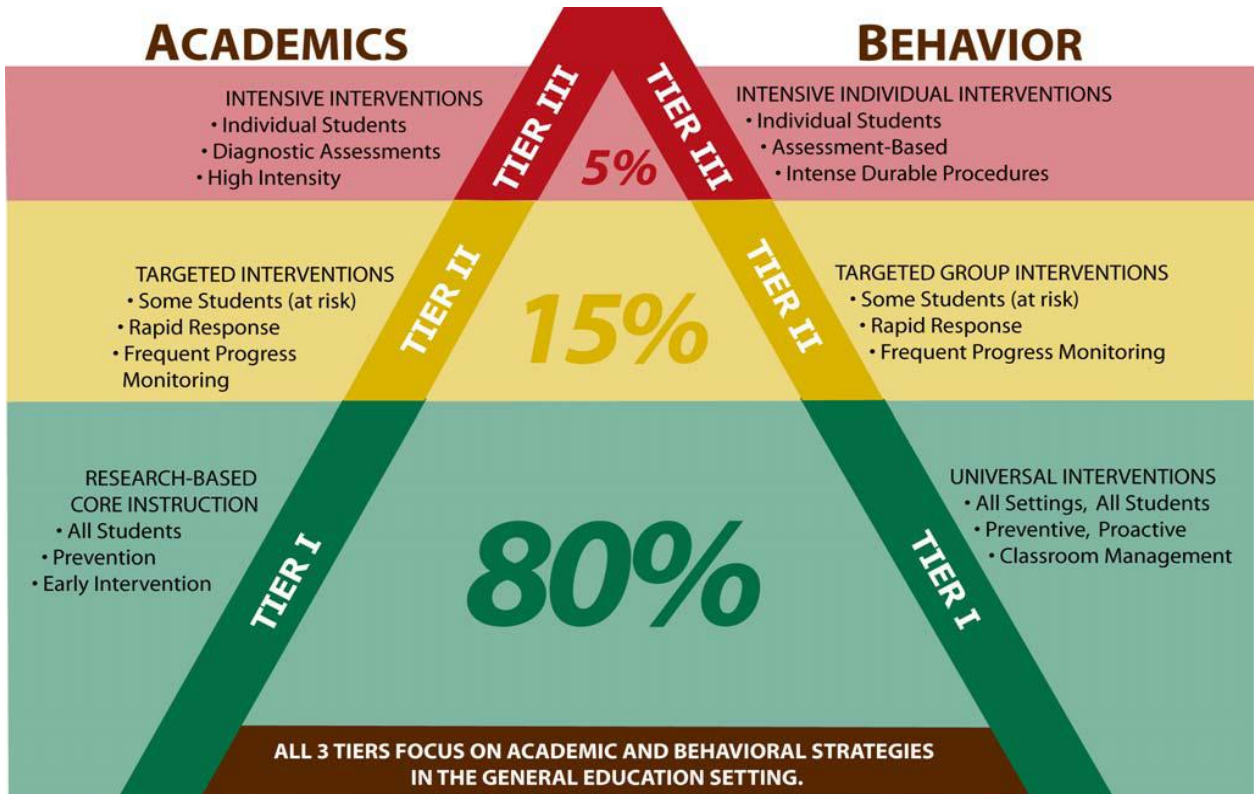 ACADEMICS
BEHAVIOR
INTENSIVE INTERVENTIONS
• Individual Students
• Diagnostic Assessments
• High Intensity
TIER III
5%
TIER III
INTENSIVE INDIVIDUAL INTERVENTIONS
• Individual Students
• Assessment-Based
• Intense Durable Procedures
TARGETED INTERVENTIONS
• Some Students (at risk)
• Rapid Response
• Frequent Progress
Monitoring
TIER II
15%
TIER II
TARGETED GROUP INTERVENTIONS
• Some Students (at risk)
• Rapid Response
• Frequent Progress Monitoring
RESEARCH-BASED
CORE INSTRUCTION
• All Students
• Prevention
• Early Intervention
TIER I
80%
TIER I
UNIVERSAL INTERVENTIONS
• All Settings, All Students
• Preventive, Proactive
• Classroom Management
ALL 3 TIERS FOCUS ON ACADEMIC AND BEHAVIORAL STRATEGIES
IN THE GENERAL EDUCATION SETTING.